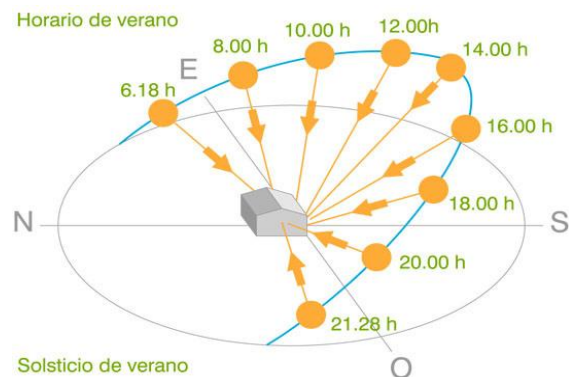 Horario de verano
12.00h
10.00 h
8.00 h
14.00 h
E
6.18 h
16.00 h
18.00 h
N
S
20.00 h
21.28 h
Solsticio de verano
O